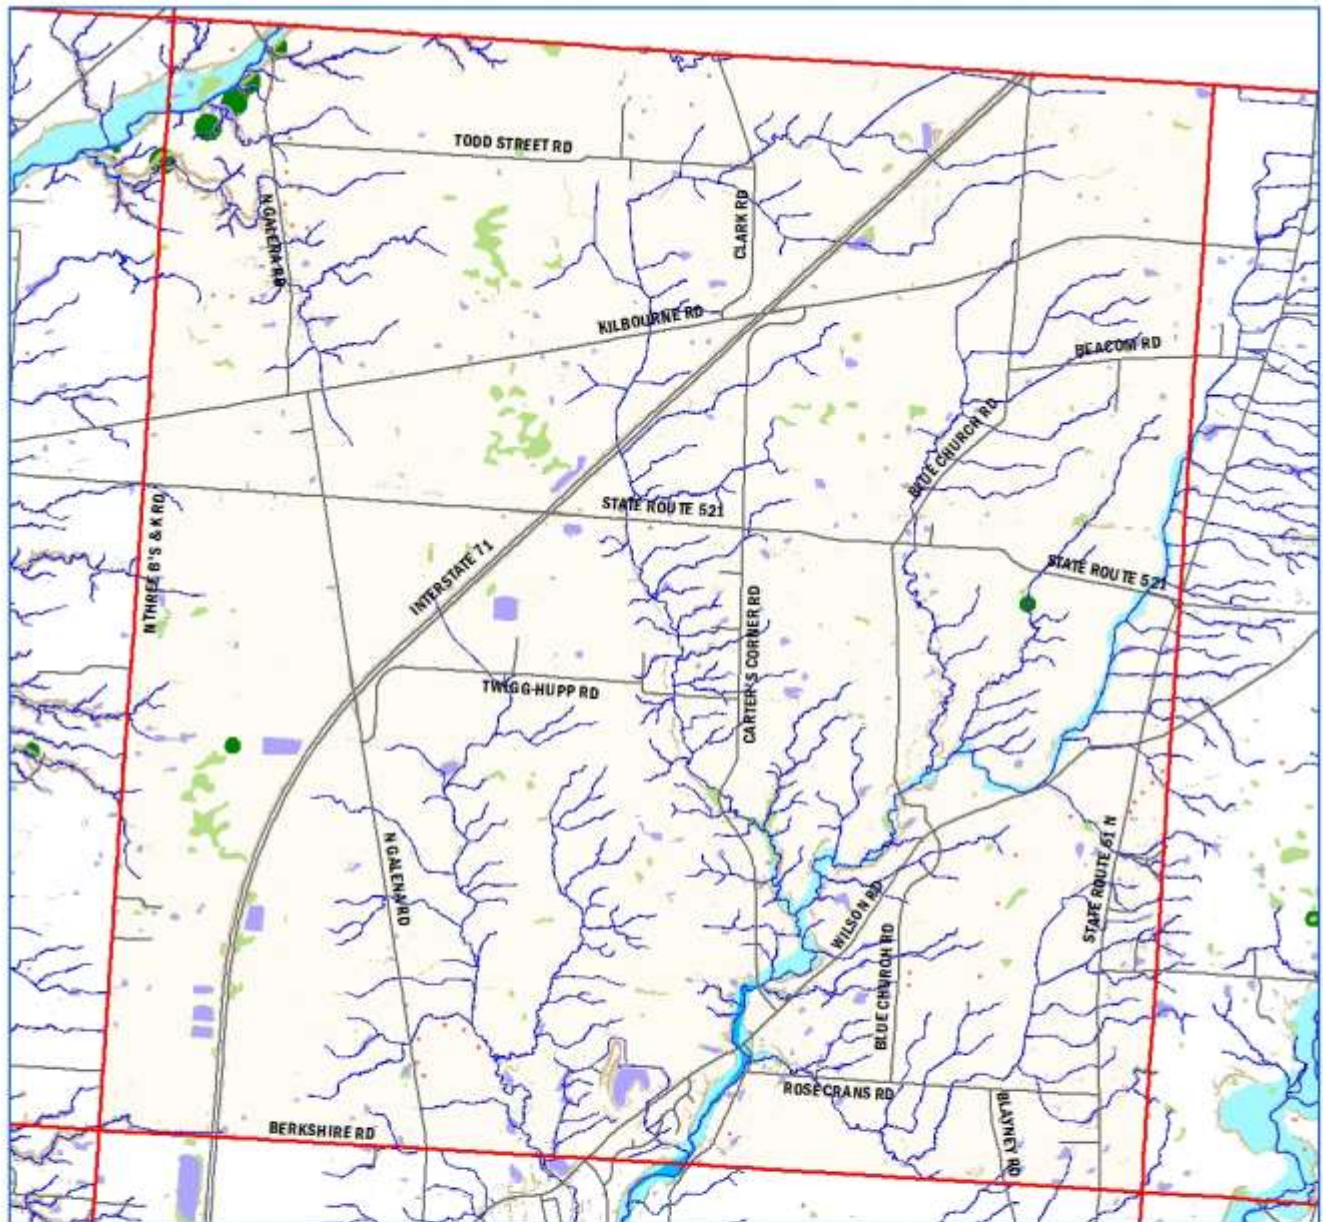 TODD STREET RD
N GALENA RD
CLARK RD
KILBOURNE RD
BEACOM RD
BLUE CHURCH RD
STATE ROUTE 521
N THREE B'S & K RD
INTERSTATE 71
STATE ROUTE 521
CARTER'S CORNER RD
TWIGG-HUPP RD
N GALENA RD
WILSON RD
STATE ROUTE 61 N
BLUE CHURCH RD
ROSECRANS RD
BLAYNEY RD
BERKSHIRE RD